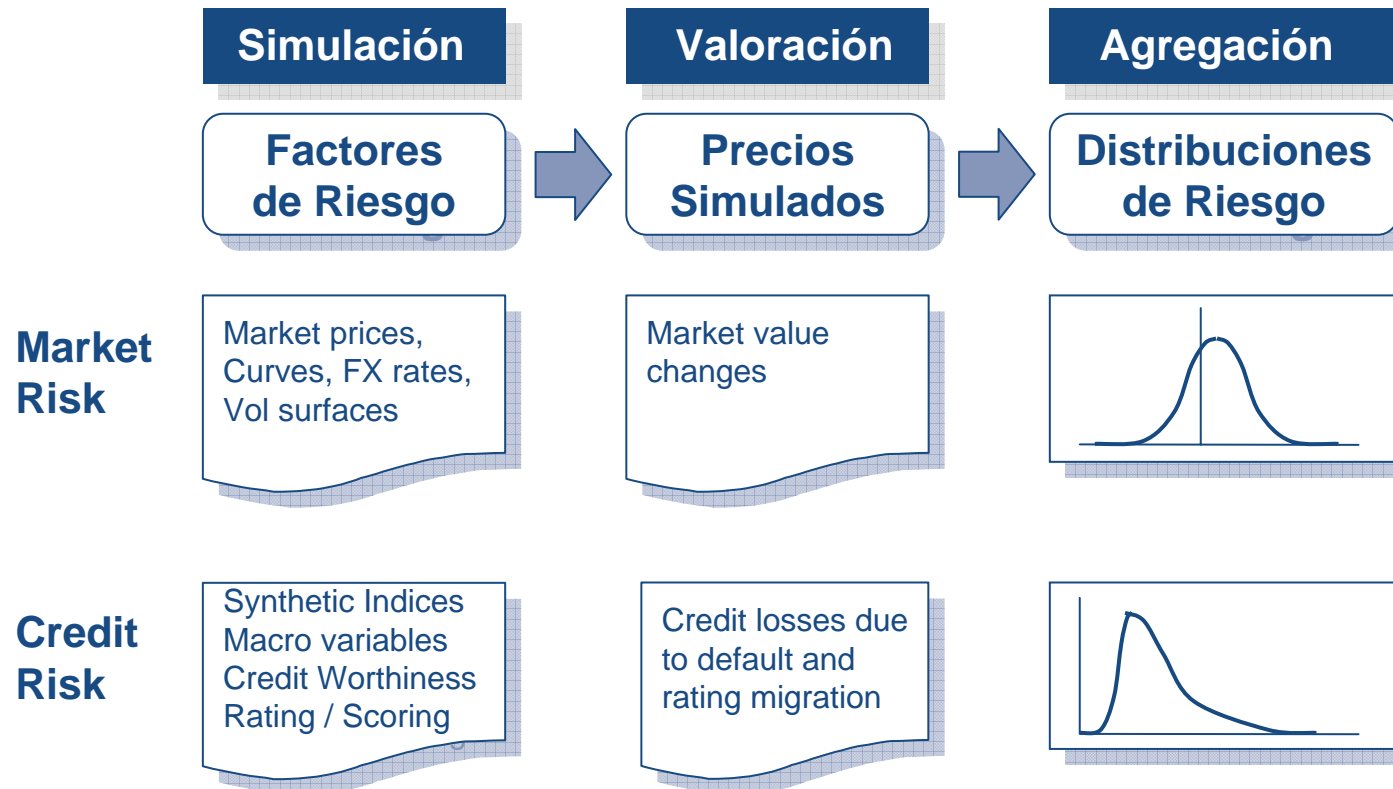 Simulación
Valoración
Agregación
Factores
de Riesgo
Precios
Simulados
Distribuciones
de Riesgo
Market
Risk
Market prices,
Curves, FX rates,
Vol surfaces
Market value
changes
Credit
Risk
Synthetic Indices
Macro variables
Credit Worthiness
Rating / Scoring
Credit losses due
to default and
rating migration